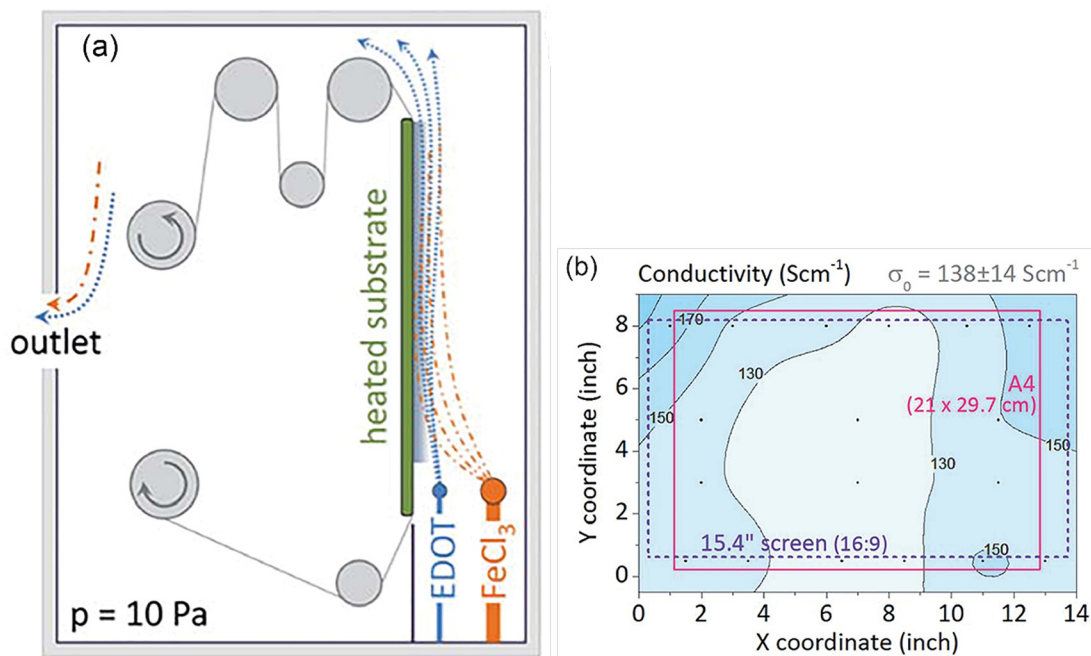 (a)
outlet
heated substrate
EDOT
FeCl₃
p = 10 Pa
(b)
Conductivity (Scm⁻¹)
σ₀ = 138±14 Scm⁻¹
Y coordinate (inch)
8
6
4
2
0
170
150
130
130
150
150
A4
(21 x 29.7 cm)
15.4" screen (16:9)
0 2 4 6 8 10 12 14
X coordinate (inch)